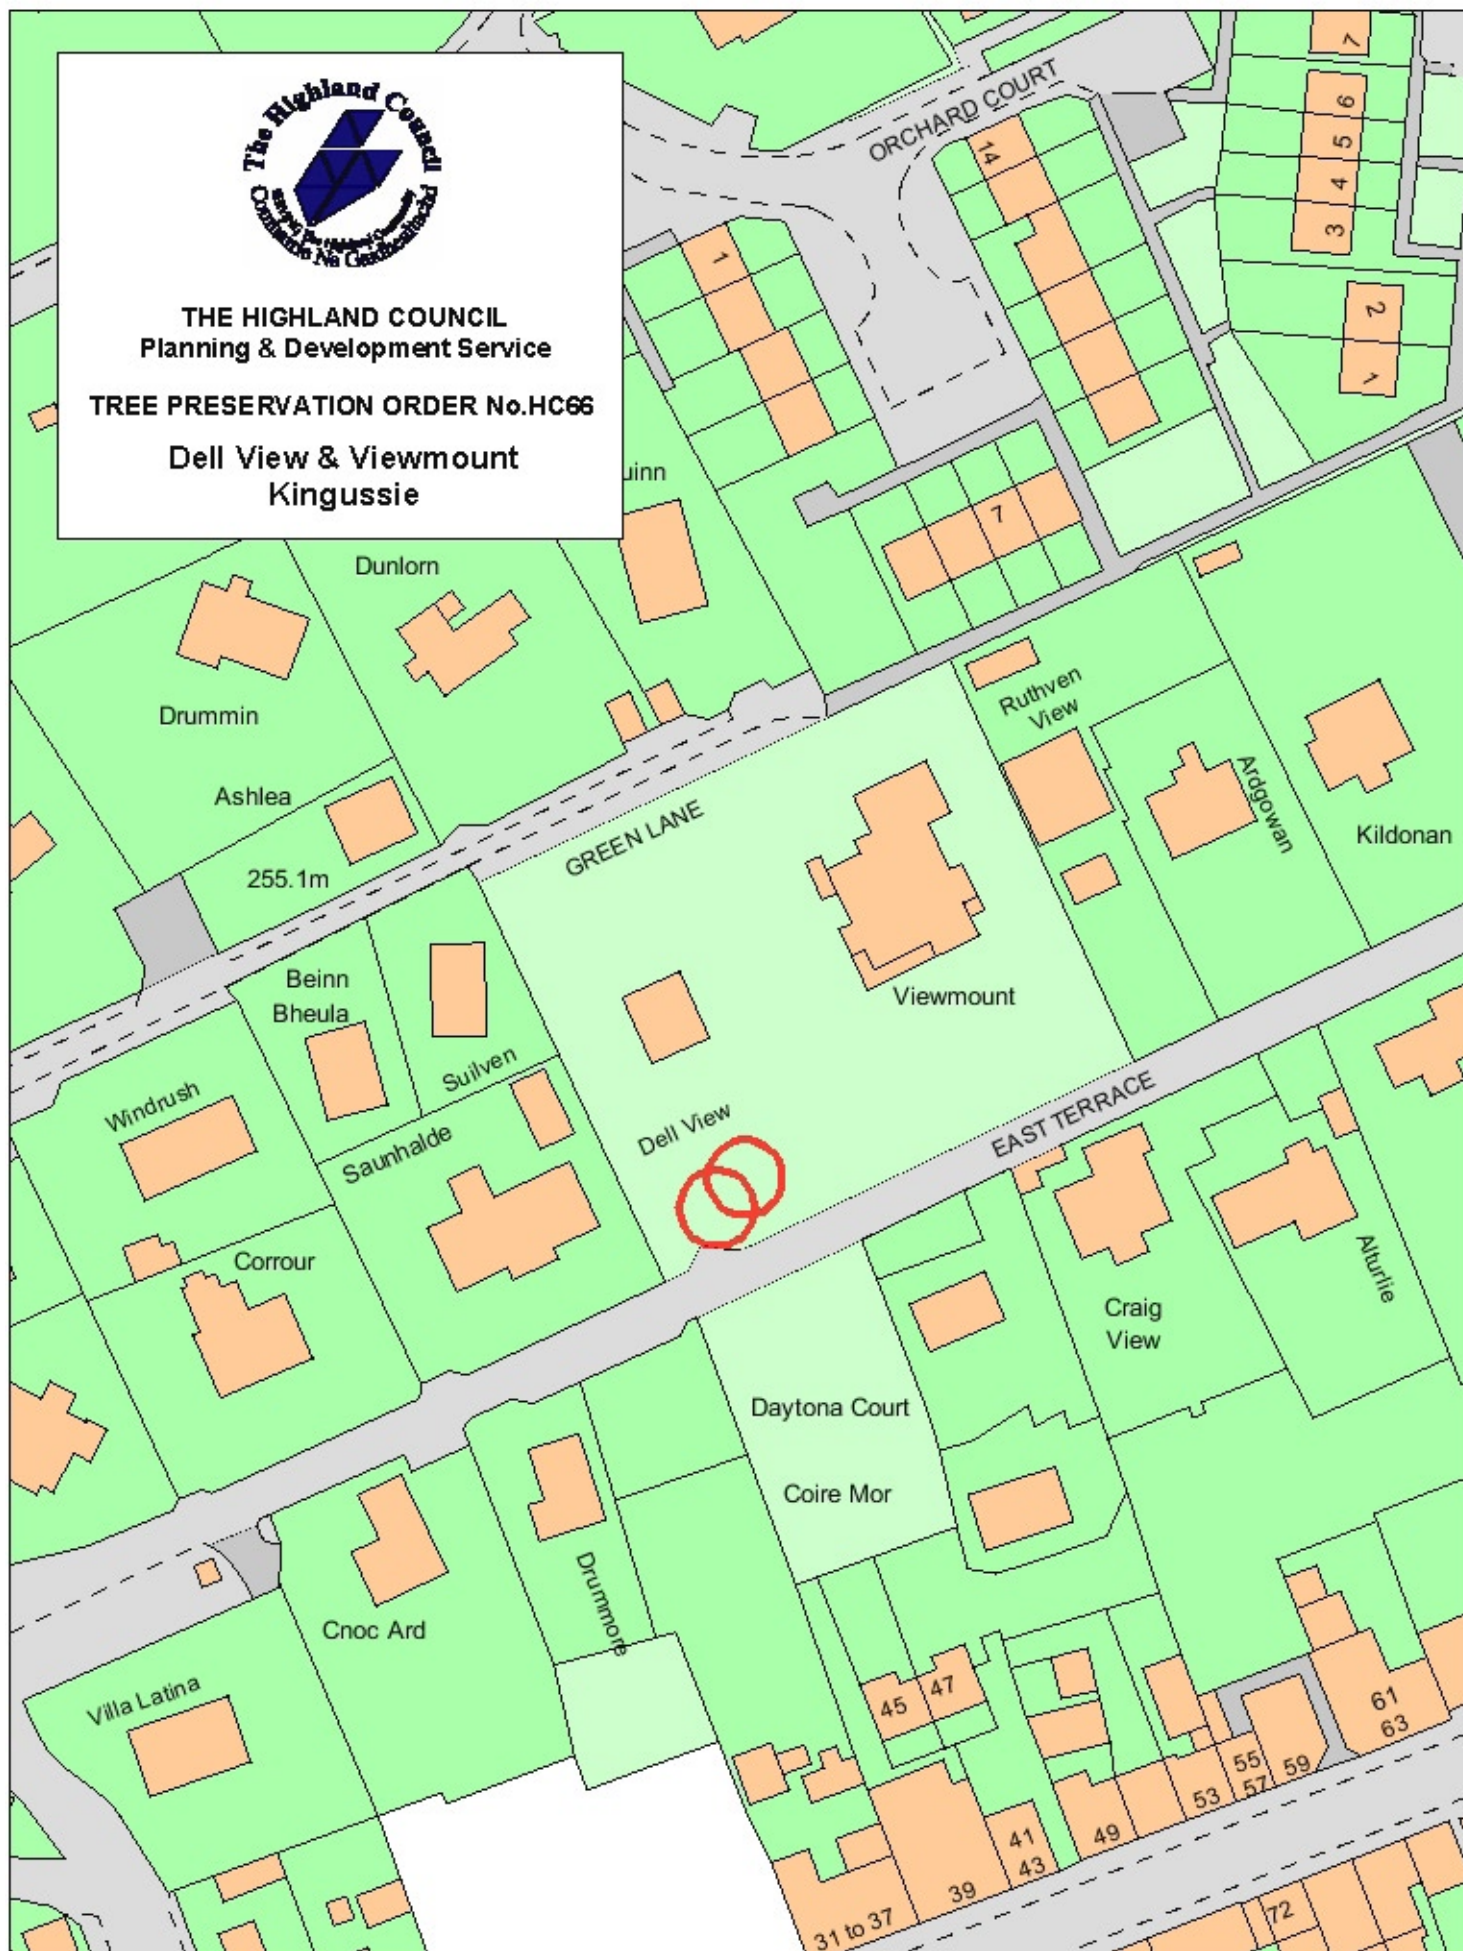 The Highland Council
Comhairle Na Gaidhealtachd
THE HIGHLAND COUNCIL
Planning & Development Service
TREE PRESERVATION ORDER No.HC66
Dell View & Viewmount
Kingussie
ORCHARD COURT
14
1
7
6
5
4
3
2
1
uinn
7
Dunlorn
Drummin
Ruthven
View
Ashlea
255.1m
GREEN LANE
Ardgowan
Kildonan
Beinn
Bheula
Viewmount
Suilven
Windrush
Dell View
EAST TERRACE
Saunhalde
Corrour
Alturlie
Craig
View
Daytona Court
Coire Mor
Drummore
Cnoc Ard
Villa Latina
45
47
61
63
55
57
59
53
49
41
43
39
31 to 37
72